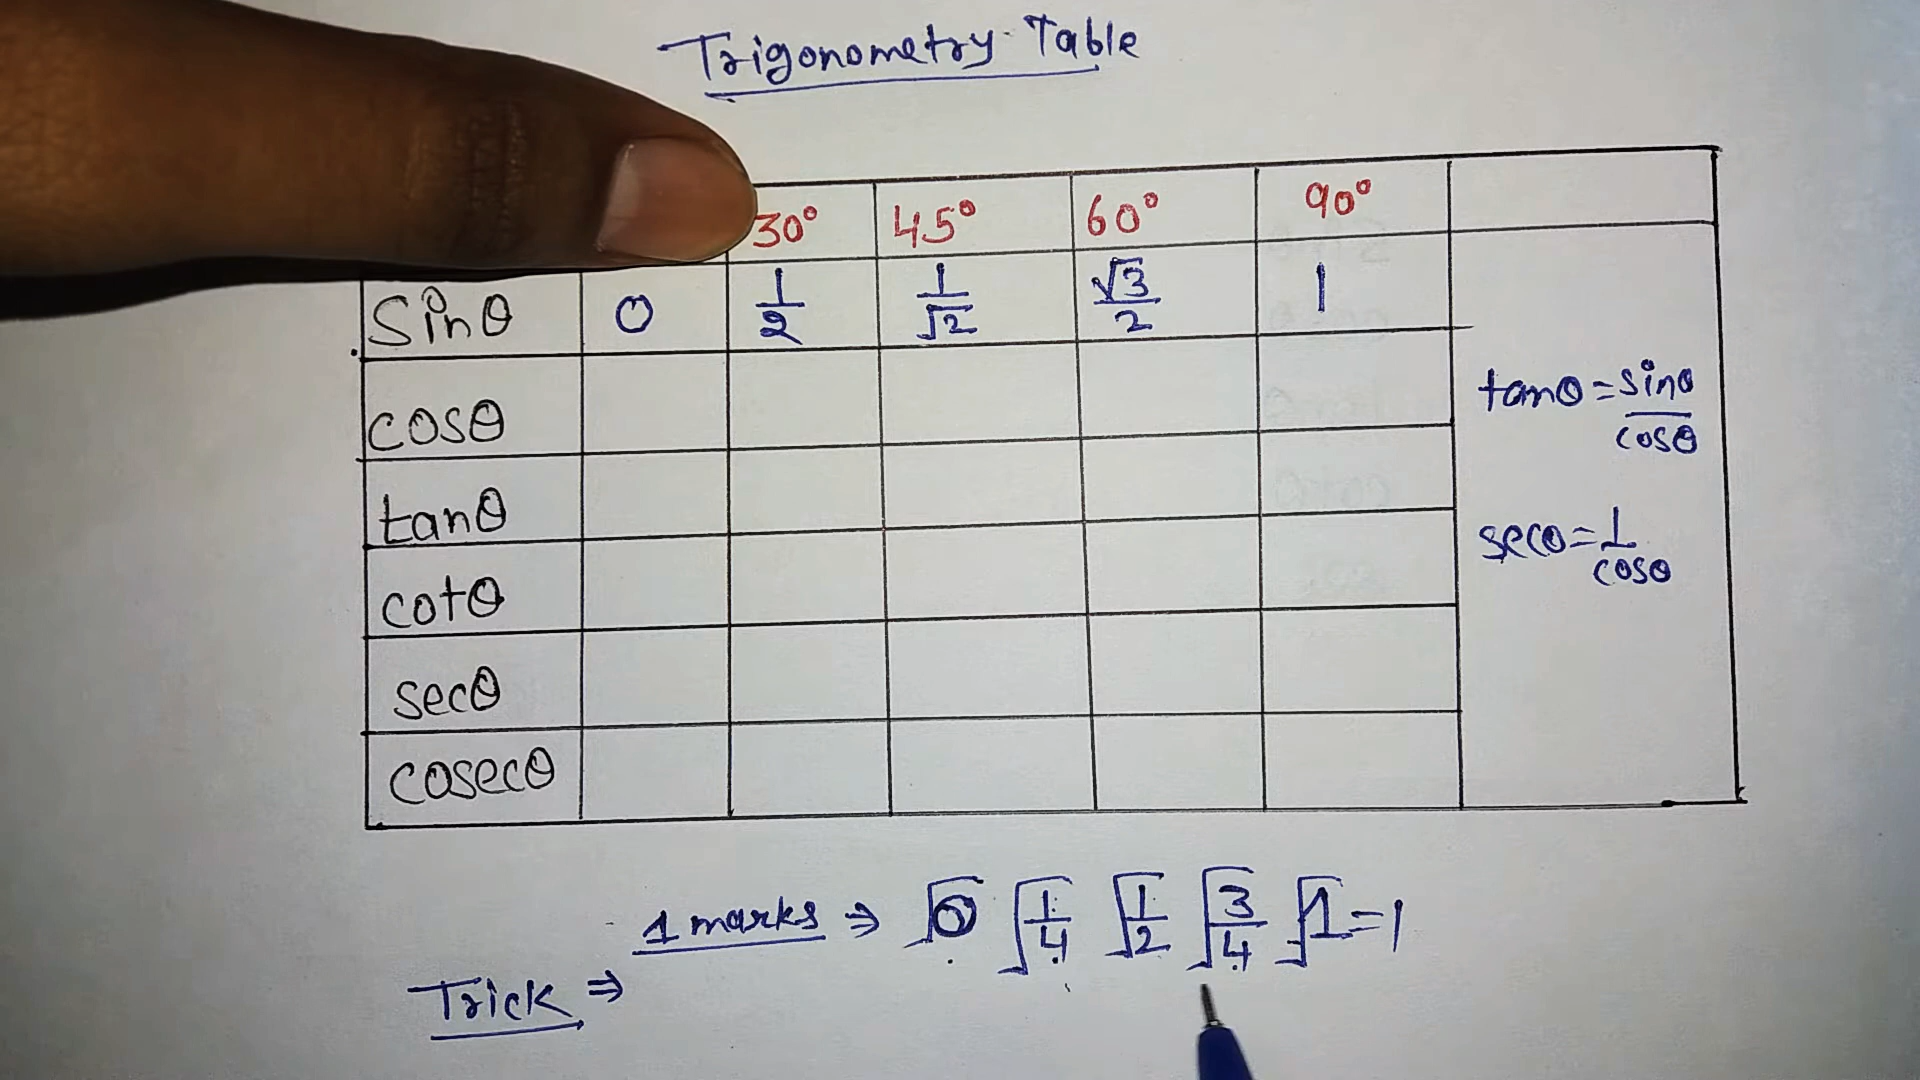 Trigonometry Table
30° 45° 60° 90°
Sinθ 0 1/2 1/√2 √3/2 1
cosθ
tanθ
cotθ
secθ
cosecθ
tanθ = sinθ/cosθ
secθ = 1/cosθ
1 marks ⇒ √0 √1/4 √1/2 √3/4 √1 = 1
Trick ⇒